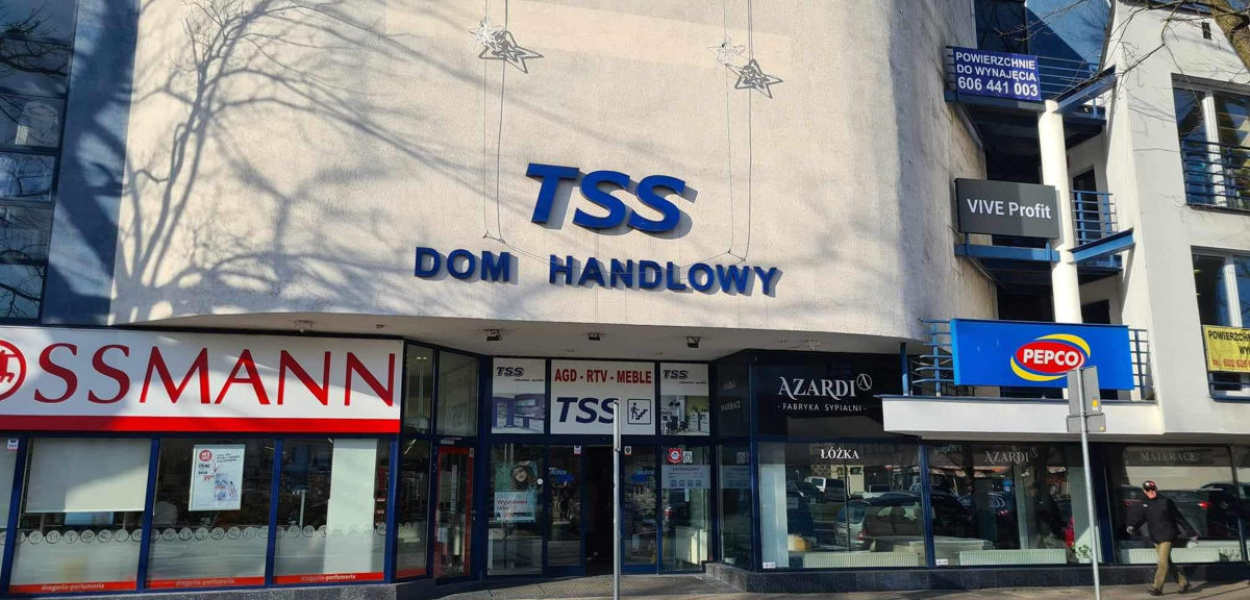 POWIERZCHNIE
DO WYNAJĘCIA
606 441 003
TSS
DOM HANDLOWY
VIVE Profit
PEPCO
OSSMANN
TSS
AGD - RTV - MEBLE
TSS
TSS
AZARDI
- FABRYKA SYPIALNI -
ŁÓŻKA
AZARDI
MATERACE
drogeria-perfumeria
drogeria-perfumeria
drogeria-perfumeria